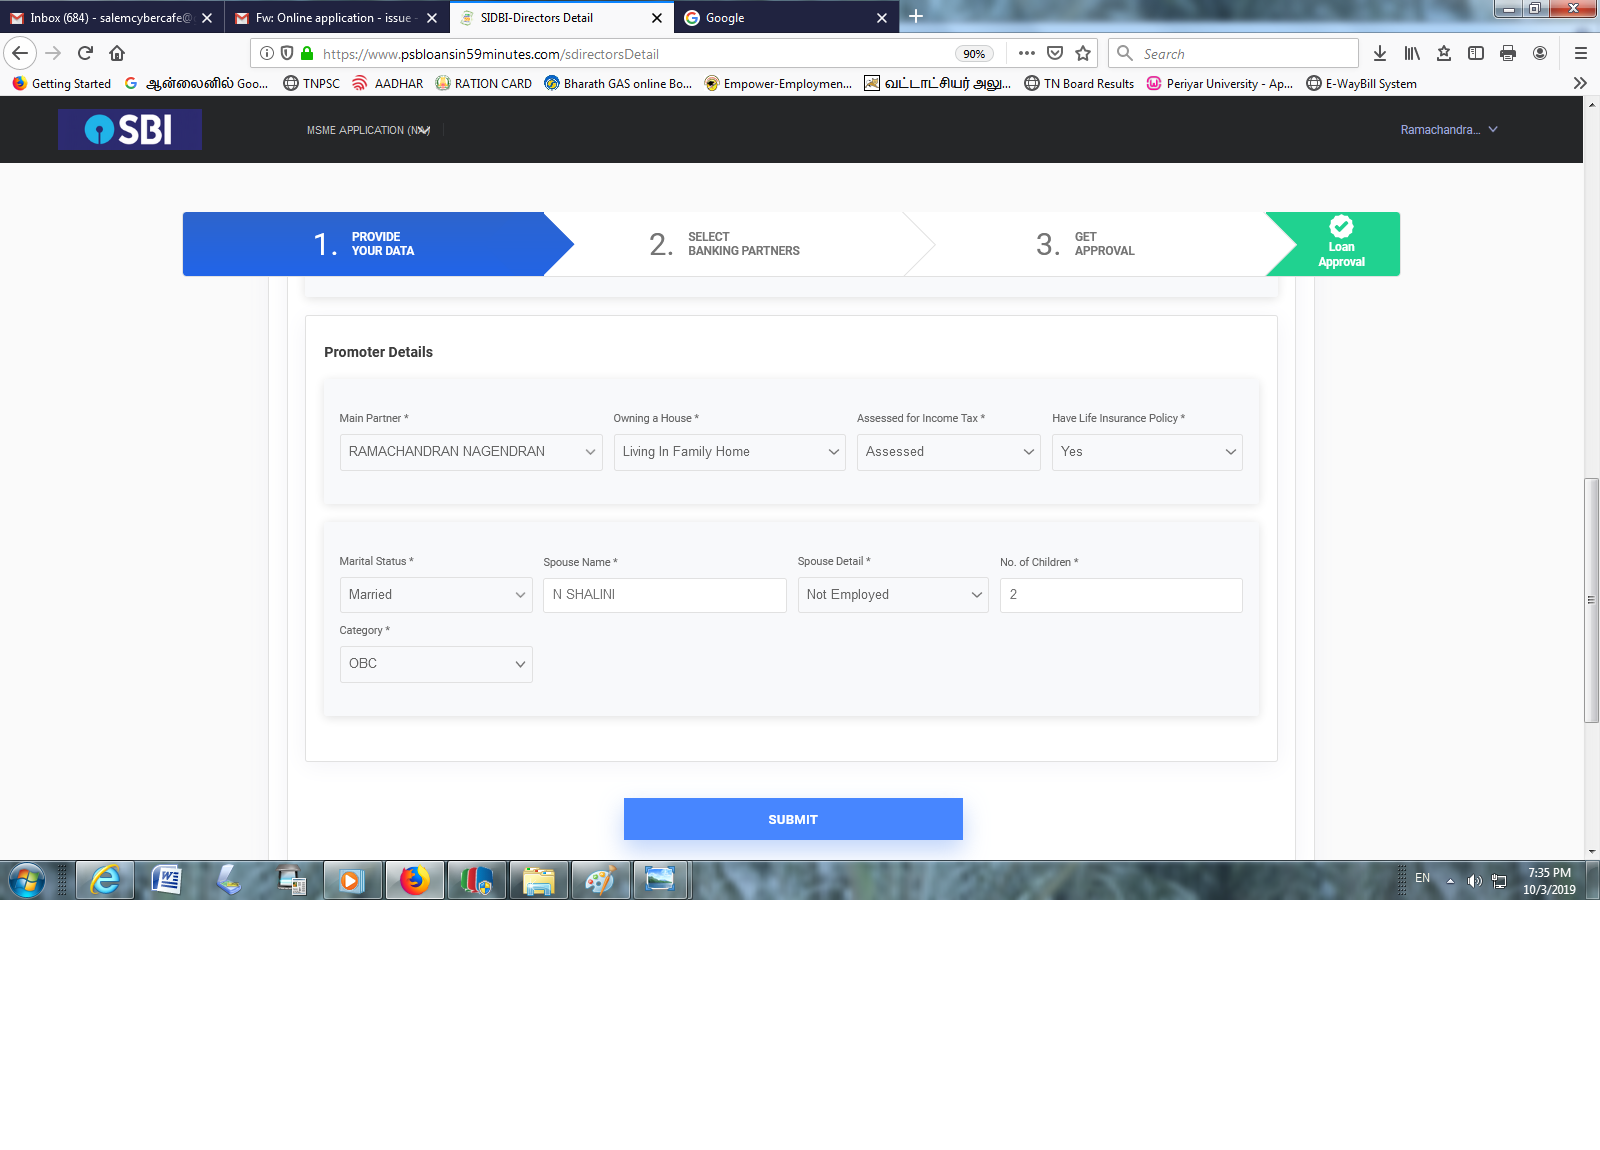 Inbox (684) - salemcybercafe@
Fw: Online application - issue -
SIDBI-Directors Detail
Google
https://www.psbloansin59minutes.com/sdirectorsDetail
90%
Search
Getting Started
ஆன்லைனில் Goo...
TNPSC
AADHAR
RATION CARD
Bharath GAS online Bo...
Empower-Employmen...
வட்டாட்சியர் அலு...
TN Board Results
Periyar University - Ap...
E-WayBill System
SBI
MSME APPLICATION
Ramachandra...
1. PROVIDE
YOUR DATA
2. SELECT
BANKING PARTNERS
3. GET
APPROVAL
Loan
Approval
Promoter Details
Main Partner *
Owning a House *
Assessed for Income Tax *
Have Life Insurance Policy *
RAMACHANDRAN NAGENDRAN
Living In Family Home
Assessed
Yes
Marital Status *
Spouse Name *
Spouse Detail *
No. of Children *
Married
N SHALINI
Not Employed
2
Category *
OBC
SUBMIT
EN
7:35 PM
10/3/2019